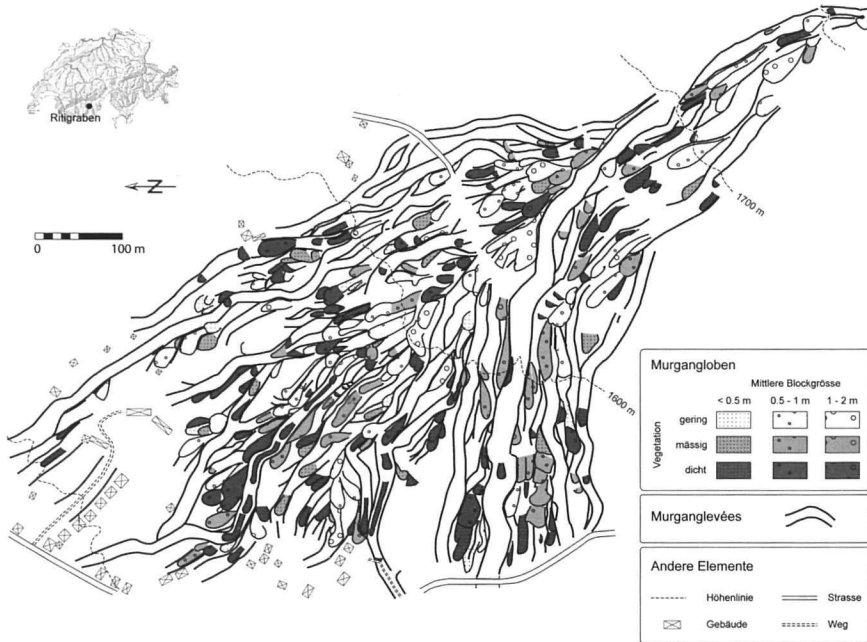 Ritigraben
N
0
100 m
1700 m
1600 m
Murgangloben
Mittlere Blockgrösse
< 0.5 m 0.5 - 1 m 1 - 2 m
Vegetation
gering
mässig
dicht
Murganglevées
Andere Elemente
Höhenlinie Strasse
Gebäude Weg